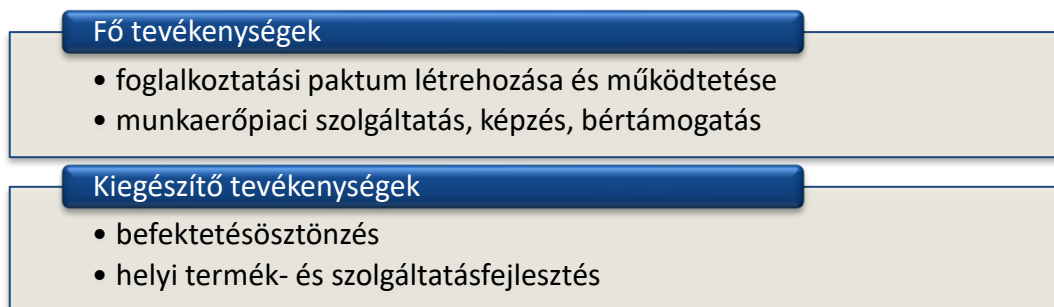 Fő tevékenységek
• foglalkoztatási paktum létrehozása és működtetése
• munkaerőpiaci szolgáltatás, képzés, bértámogatás
Kiegészítő tevékenységek
• befektetésösztönzés
• helyi termék- és szolgáltatásfejlesztés